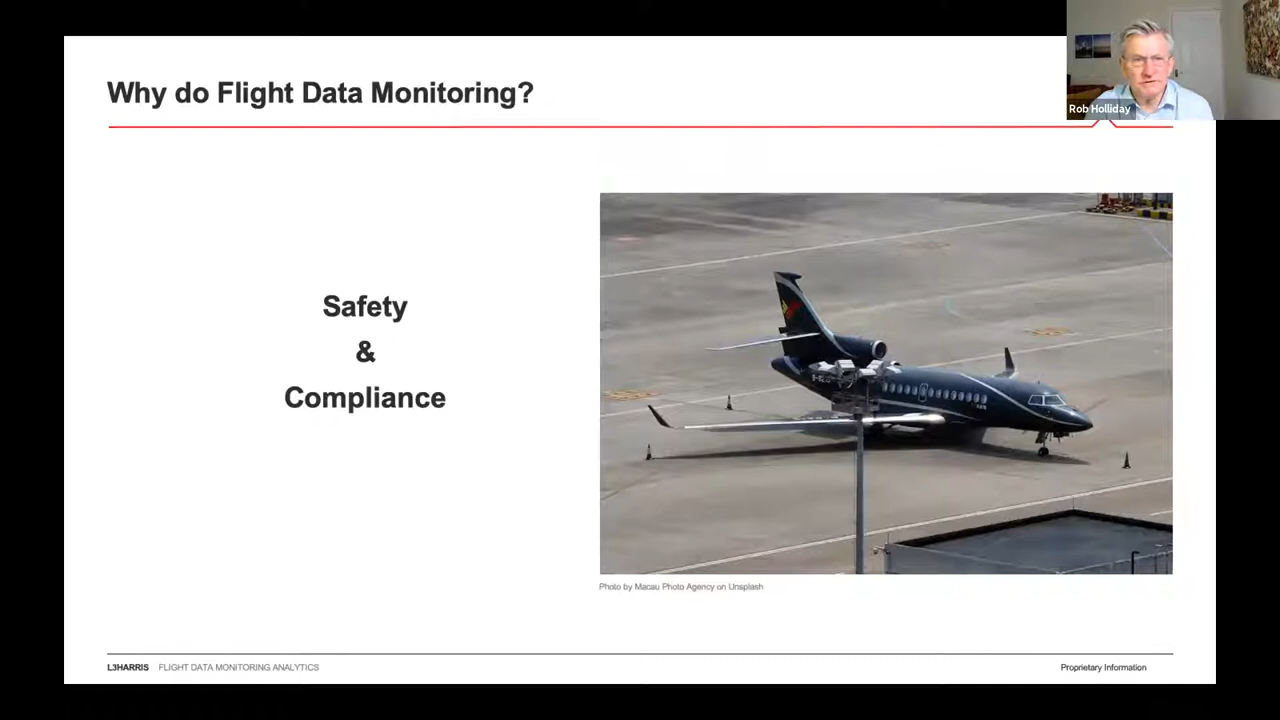 Why do Flight Data Monitoring?
Rob Holliday
Safety
&
Compliance
Photo by Macau Photo Agency on Unsplash
L3HARRIS FLIGHT DATA MONITORING ANALYTICS
Proprietary Information